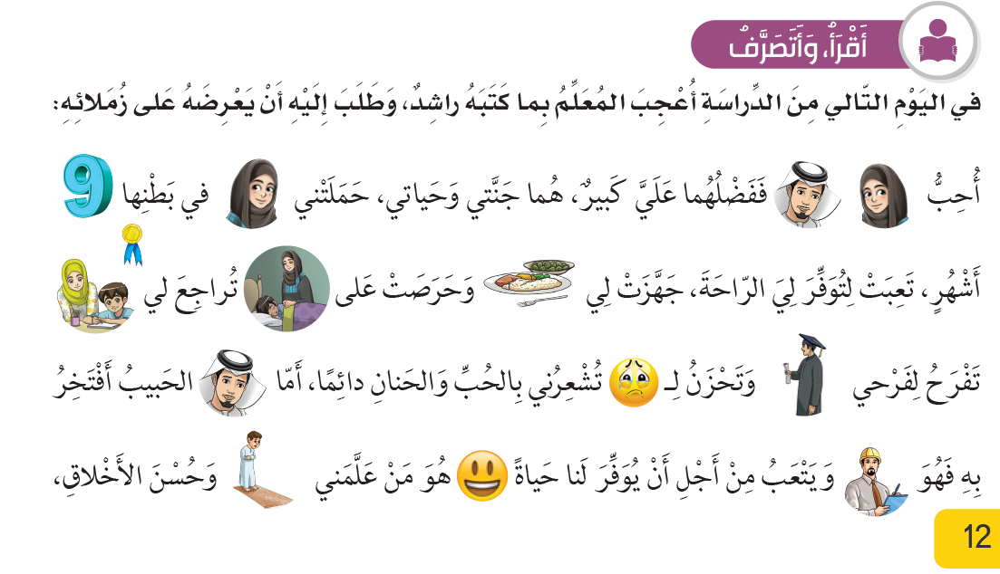 أَقْرَأُ، وَأَتَصَرَّفُ
في اليَوْمِ التّالي مِنَ الدِّراسَةِ أُعْجِبَ المُعَلِّمُ بِما كَتَبَهُ راشِدٌ، وَطَلَبَ إِلَيْهِ أَنْ يَعْرِضَهُ عَلى زُمَلائِهِ:
أُحِبُّ فَفَضْلُهُما عَلَيَّ كَبيرٌ، هُما جَنَّتي وَحَياتي، حَمَلَتْني في بَطْنِها 9
أَشْهُرٍ، تَعِبَتْ لِتُوَفِّرَ لِيَ الرّاحَةَ، جَهَّزَتْ لِي وَحَرَصَتْ عَلى تُراجِعَ لي
تَفْرَحُ لِفَرْحي وَتَحْزَنُ لِـ تُشْعِرُني بِالحُبِّ وَالحَنانِ دائِمًا، أَمّا الحَبيبُ أَفْتَخِرُ
بِهِ فَهُوَ وَ يَتْعَبُ مِنْ أَجْلِ أَنْ يُوَفِّرَ لَنا حَياةً هُوَ مَنْ عَلَّمَني وَحُسْنَ الأَخْلاقِ،
12